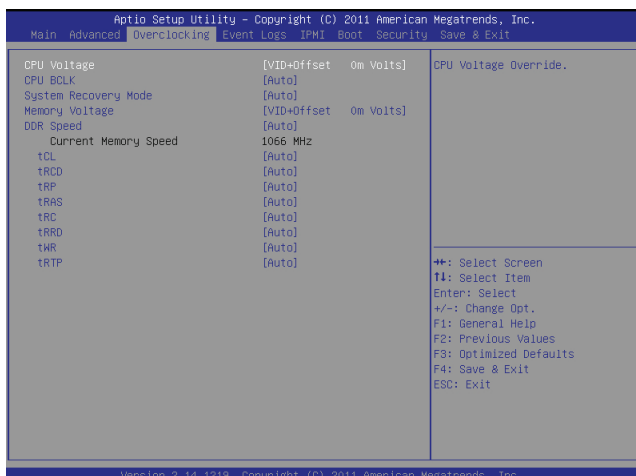 Aptio Setup Utility – Copyright (C) 2011 American Megatrends, Inc.
Main Advanced Overclocking Event Logs IPMI Boot Security Save & Exit
CPU Voltage [VID+Offset 0m Volts]
CPU BCLK [Auto]
System Recovery Mode [Auto]
Memory Voltage [VID+Offset 0m Volts]
DDR Speed [Auto]
Current Memory Speed 1066 MHz
tCL [Auto]
tRCD [Auto]
tRP [Auto]
tRAS [Auto]
tRC [Auto]
tRRD [Auto]
tWR [Auto]
tRTP [Auto]
CPU Voltage Override.
→←: Select Screen
↑↓: Select Item
Enter: Select
+/-: Change Opt.
F1: General Help
F2: Previous Values
F3: Optimized Defaults
F4: Save & Exit
ESC: Exit
Version 2.14.1219. Copyright (C) 2011 American Megatrends, Inc.